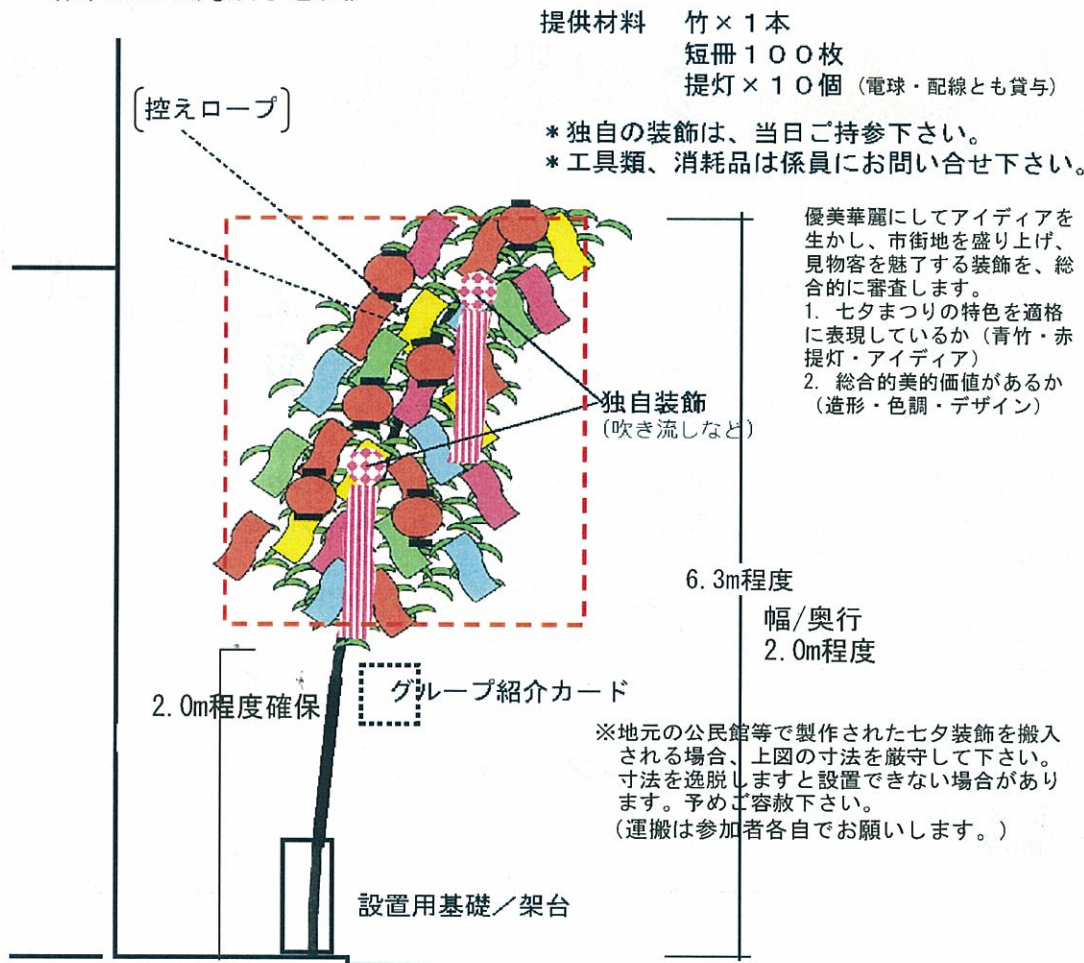 提供材料　竹×１本
短冊１００枚
提灯×１０個（電球・配線とも貸与）
＊独自の装飾は、当日ご持参下さい。
＊工具類、消耗品は係員にお問い合せ下さい。
〔控えロープ〕
優美華麗にしてアイディアを
生かし、市街地を盛り上げ、
見物客を魅了する装飾を、総
合的に審査します。
1. 七夕まつりの特色を適格
に表現しているか（青竹・赤
提灯・アイディア）
2. 総合的美的価値があるか
（造形・色調・デザイン）
独自装飾
（吹き流しなど）
6.3m程度
幅/奥行
2.0m程度
2.0m程度確保
グループ紹介カード
※地元の公民館等で製作された七夕装飾を搬入
される場合、上図の寸法を厳守して下さい。
寸法を逸脱しますと設置できない場合があり
ます。予めご容赦下さい。
（運搬は参加者各自でお願いします。）
設置用基礎／架台